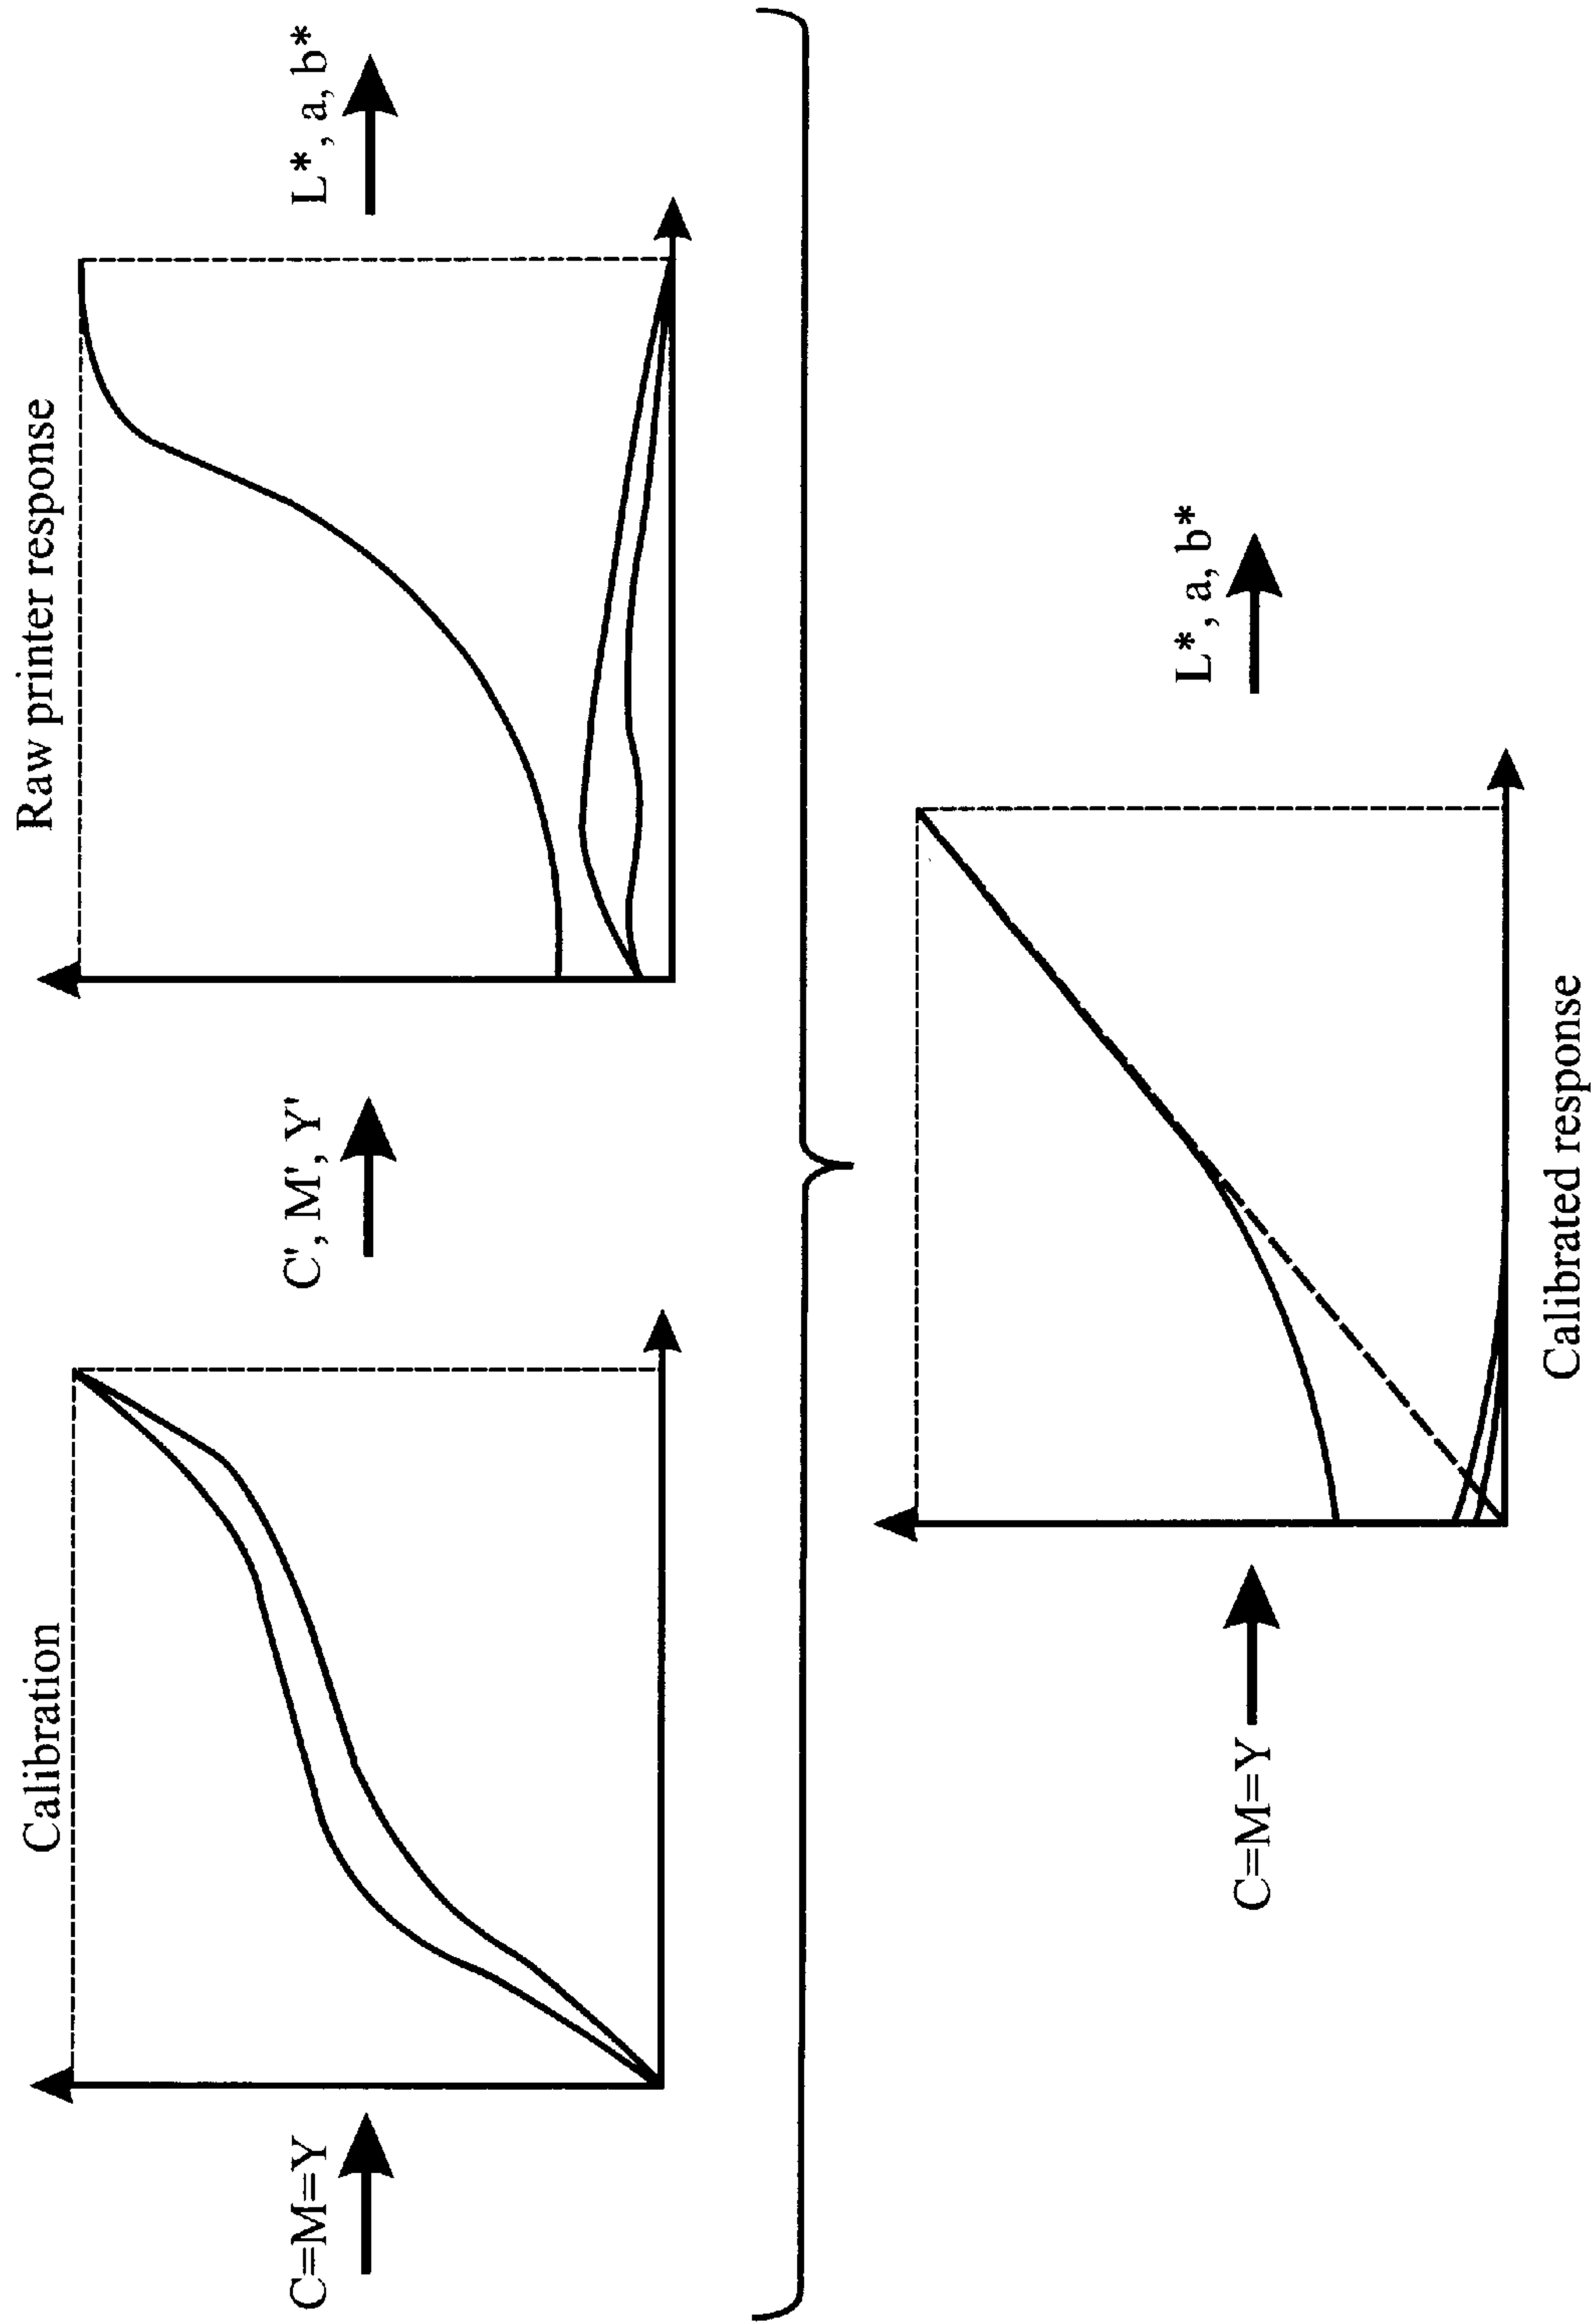 Calibration
Raw printer response
C=M=Y
C', M', Y'
L*, a, b*
C=M=Y
L*, a, b*
Calibrated response